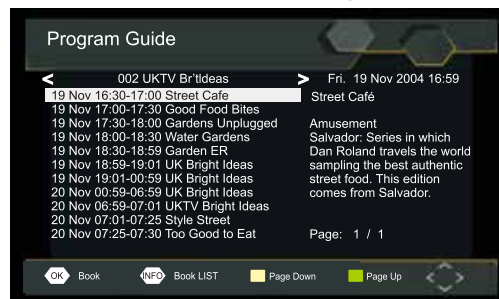 Program Guide
< 002 UKTV Br'tIdeas > Fri. 19 Nov 2004 16:59
19 Nov 16:30-17:00 Street Cafe
19 Nov 17:00-17:30 Good Food Bites
19 Nov 17:30-18:00 Gardens Unplugged
19 Nov 18:00-18:30 Water Gardens
19 Nov 18:30-18:59 Garden ER
19 Nov 18:59-19:01 UK Bright Ideas
19 Nov 19:01-00:59 UK Bright Ideas
20 Nov 00:59-06:59 UK Bright Ideas
20 Nov 06:59-07:01 UKTV Bright Ideas
20 Nov 07:01-07:25 Style Street
20 Nov 07:25-07:30 Too Good to Eat
Street Café
Amusement
Salvador: Series in which
Dan Roland travels the world
sampling the best authentic
street food. This edition
comes from Salvador.
Page: 1 / 1
OK Book INFO Book LIST Page Down Page Up